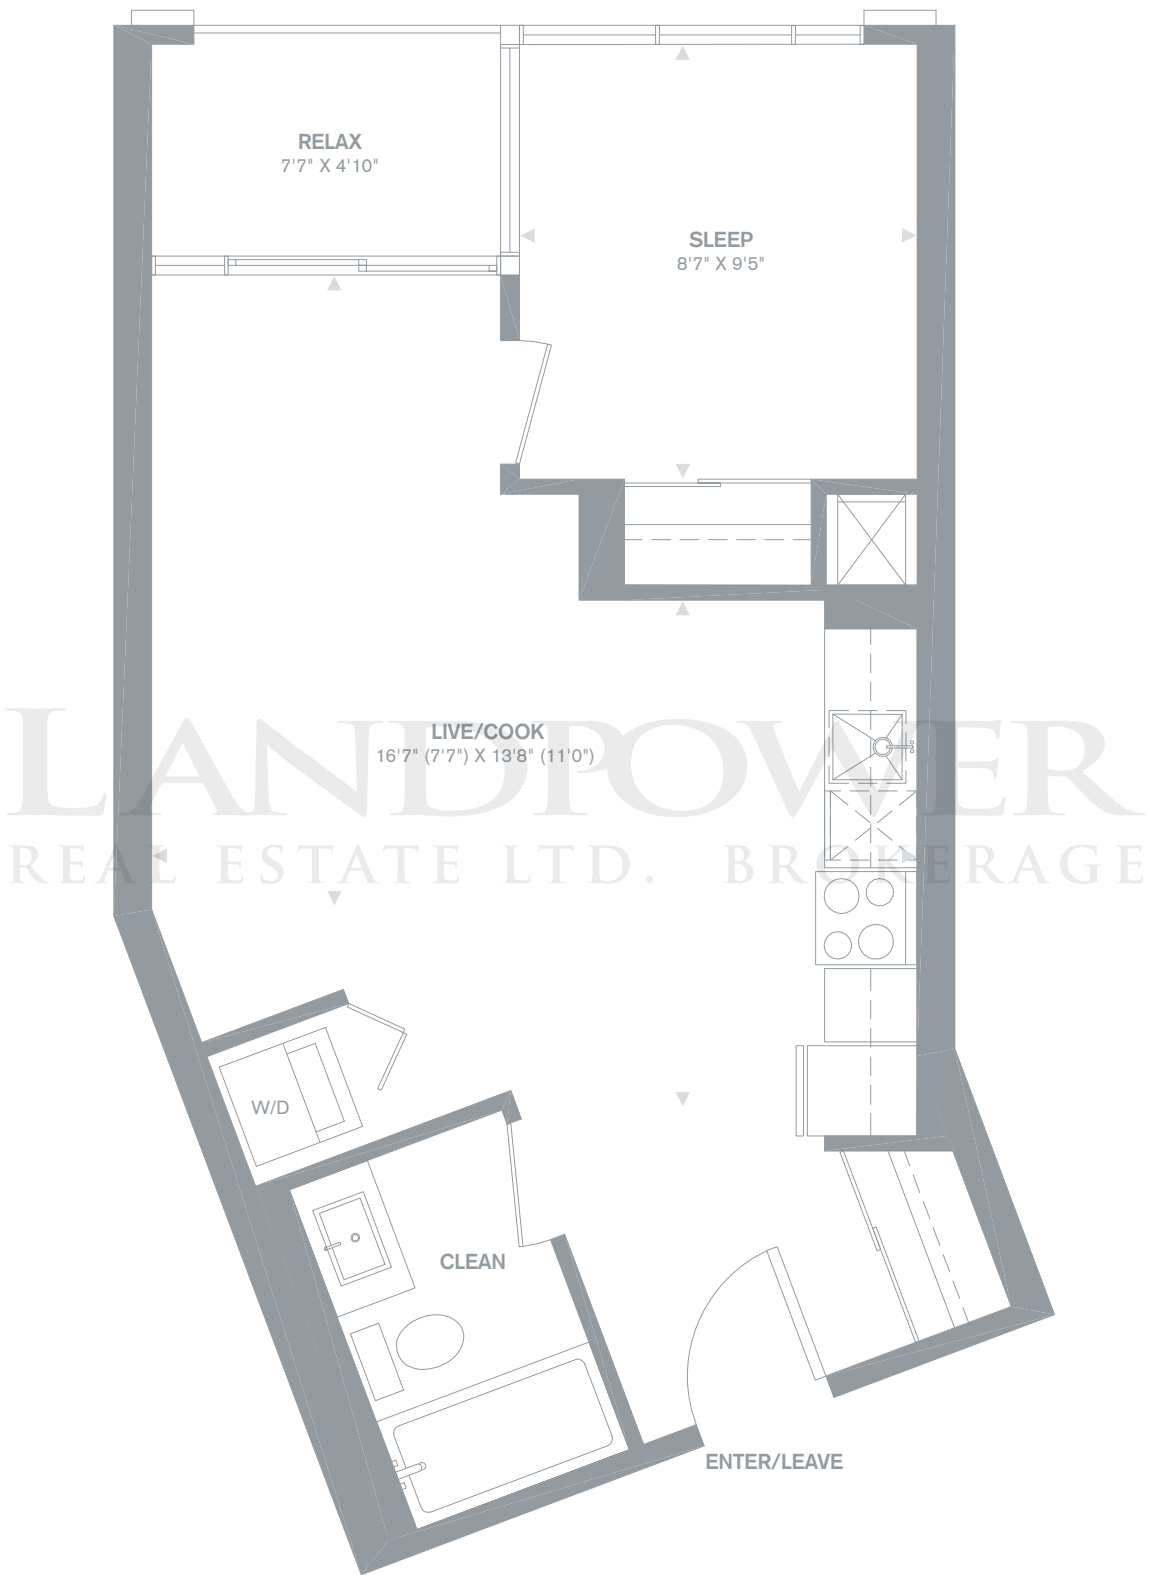 RELAX
7'7" X 4'10"
SLEEP
8'7" X 9'5"
LIVE/COOK
16'7" (7'7") X 13'8" (11'0")
LANDPOWER
REAL ESTATE LTD. BROKERAGE
W/D
CLEAN
ENTER/LEAVE